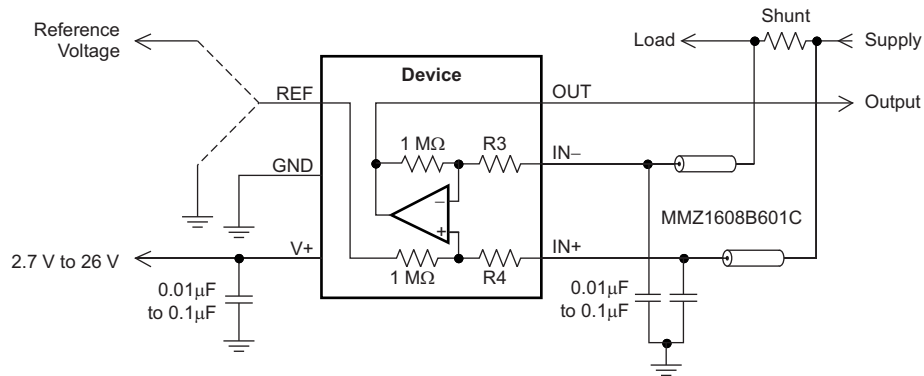 Shunt
Reference
Voltage
Load
Supply
Device
REF
OUT
Output
1 MΩ
R3
IN–
GND
–
MMZ1608B601C
+
V+
IN+
2.7 V to 26 V
1 MΩ
R4
0.01μF
to 0.1μF
0.01μF
to 0.1μF